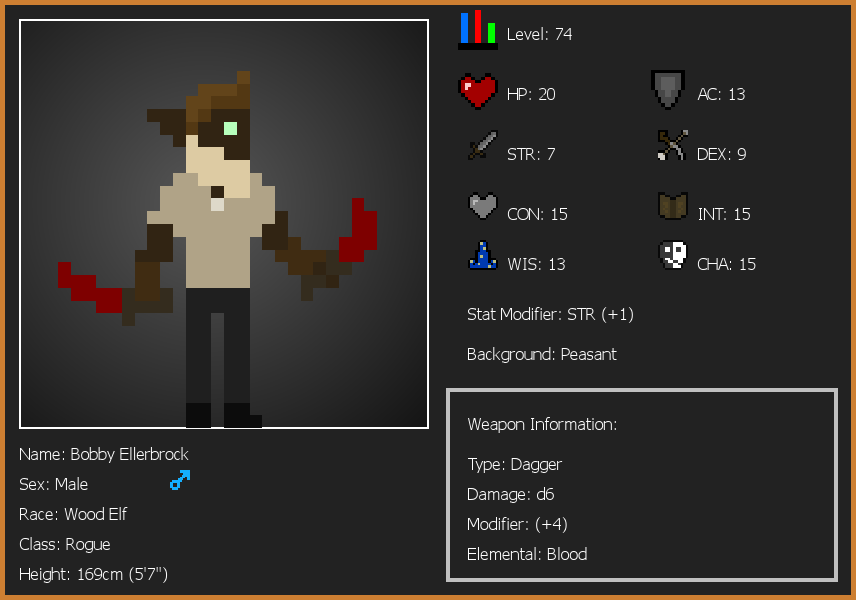 Level: 74
HP: 20
AC: 13
STR: 7
DEX: 9
CON: 15
INT: 15
WIS: 13
CHA: 15
Stat Modifier: STR (+1)
Background: Peasant
Weapon Information:
Type: Dagger
Damage: d6
Modifier: (+4)
Elemental: Blood
Name: Bobby Ellerbrock
Sex: Male
Race: Wood Elf
Class: Rogue
Height: 169cm (5'7")